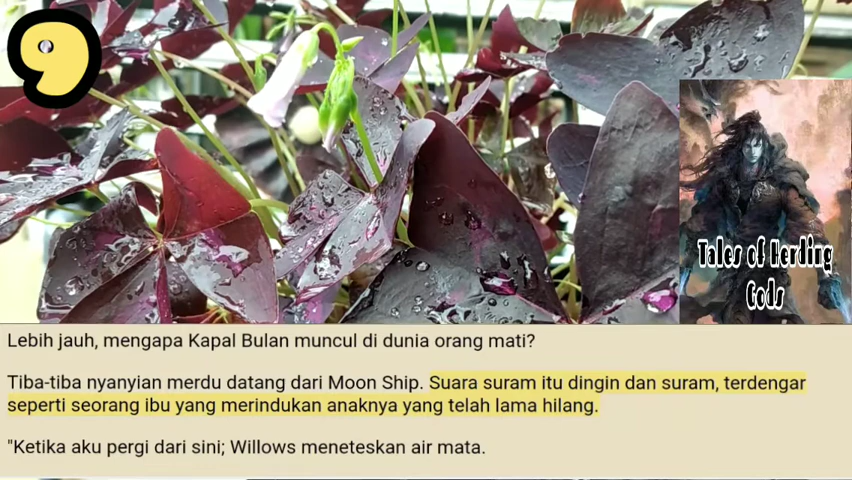 9
Tales of Herding
Gods
Lebih jauh, mengapa Kapal Bulan muncul di dunia orang mati?
Tiba-tiba nyanyian merdu datang dari Moon Ship. Suara suram itu dingin dan suram, terdengar
seperti seorang ibu yang merindukan anaknya yang telah lama hilang.
"Ketika aku pergi dari sini; Willows meneteskan air mata.